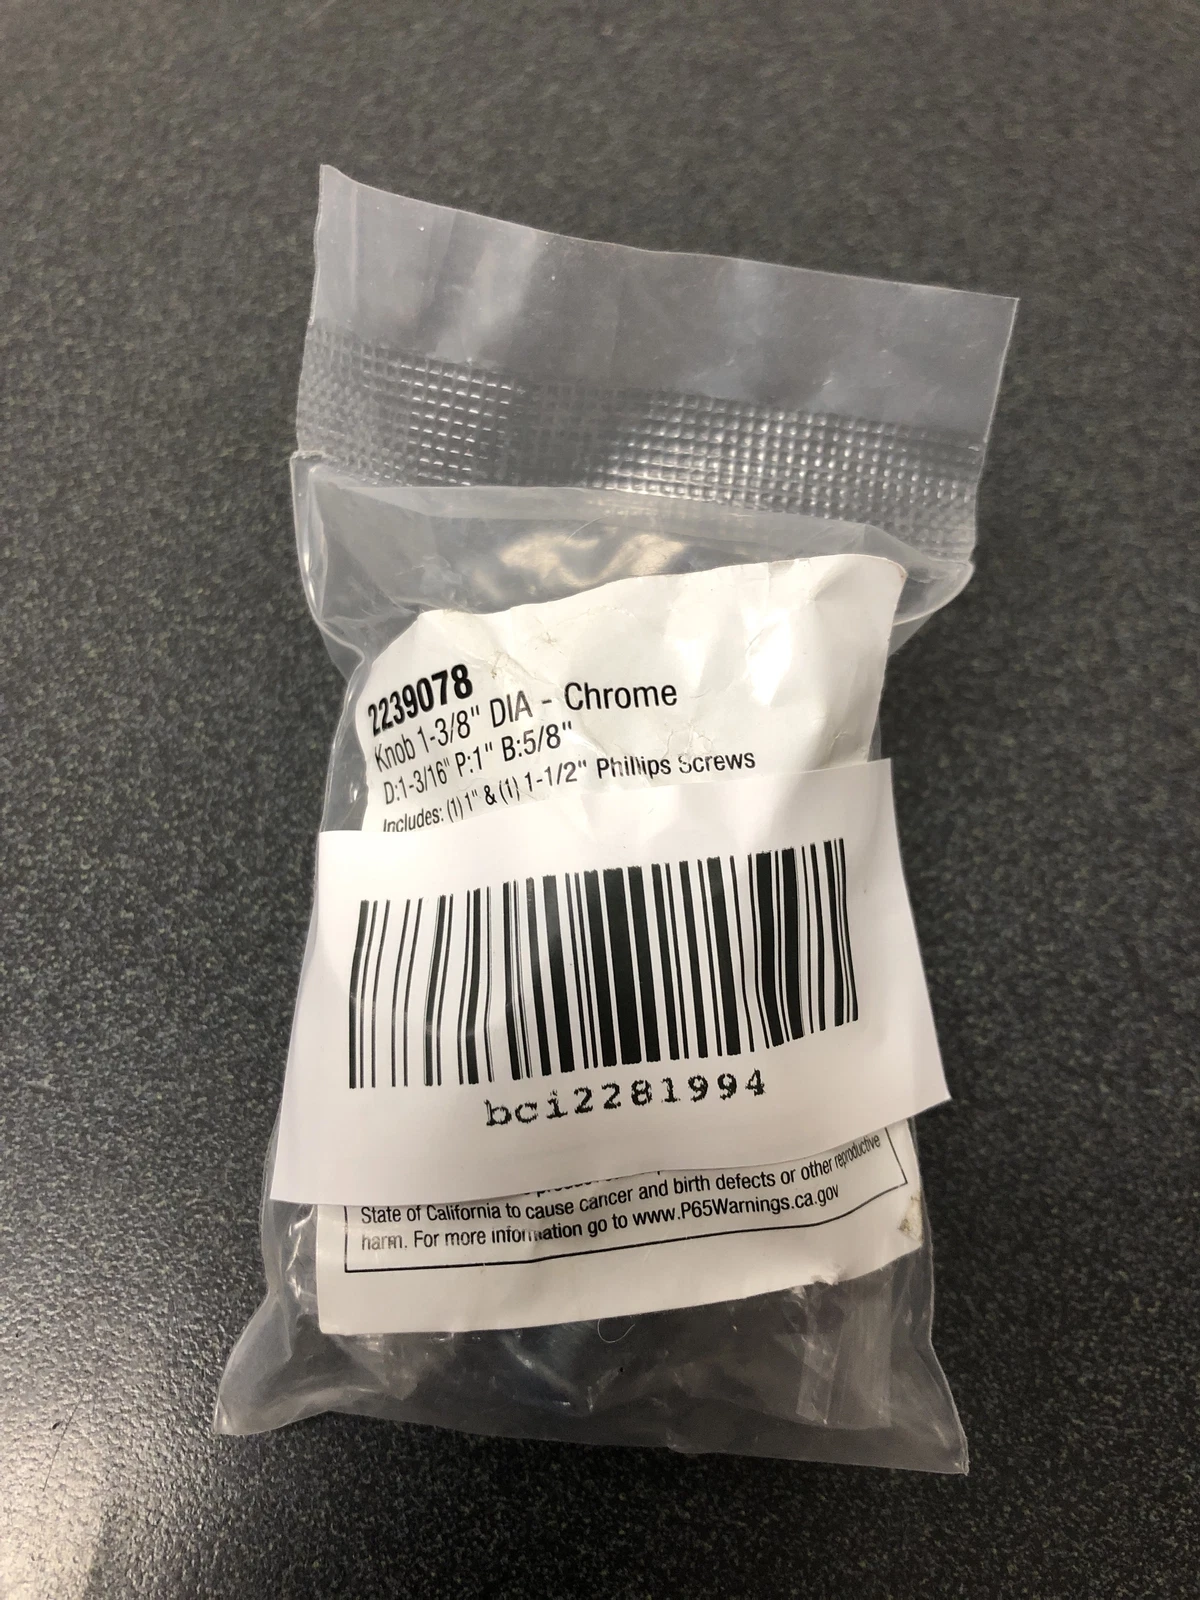 2239078
Knob 1-3/8" DIA - Chrome
D:1-3/16" P:1" B:5/8"
Includes: (1) 1" & (1) 1-1/2" Phillips Screws
bci2281994
State of California to cause cancer and birth defects or other reproductive
harm. For more information go to www.P65Warnings.ca.gov